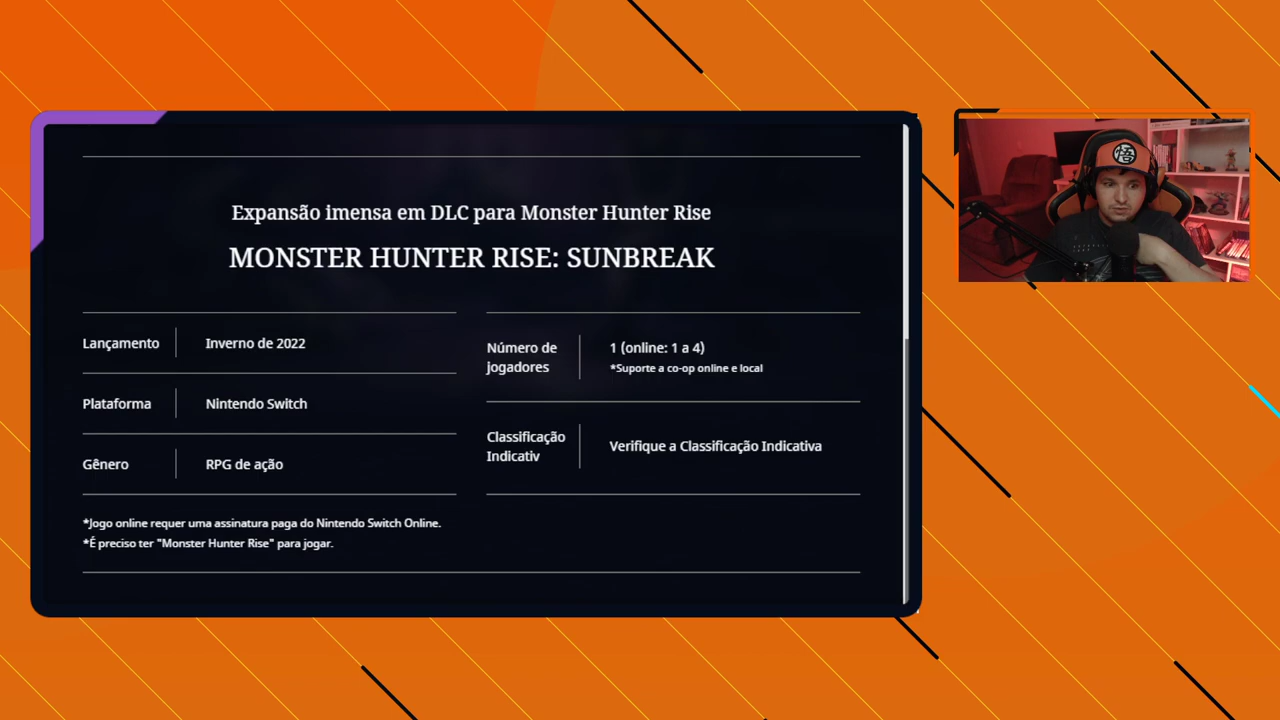 Expansão imensa em DLC para Monster Hunter Rise
MONSTER HUNTER RISE: SUNBREAK
Lançamento
Inverno de 2022
Plataforma
Nintendo Switch
Gênero
RPG de ação
Número de
jogadores
1 (online: 1 a 4)
*Suporte a co-op online e local
Classificação
Indicativ
Verifique a Classificação Indicativa
*Jogo online requer uma assinatura paga do Nintendo Switch Online.
*É preciso ter "Monster Hunter Rise" para jogar.
悟